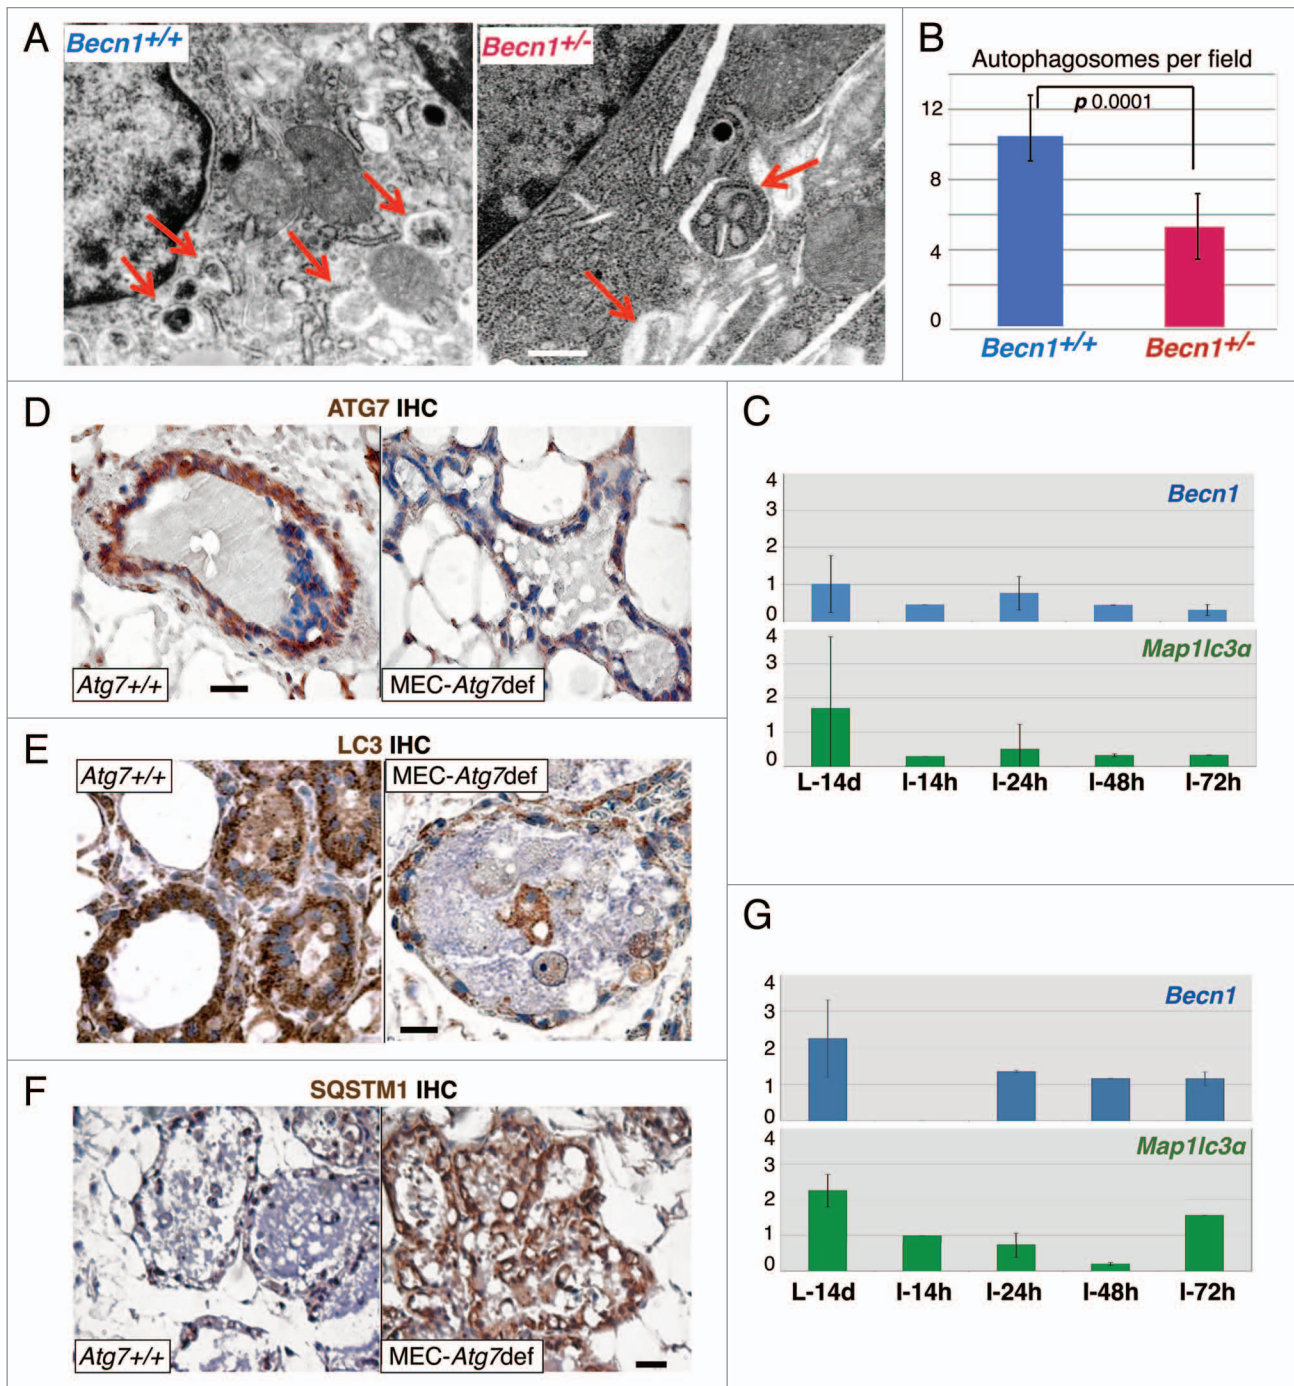 A
Becn1+/+
Becn1+/-
B
Autophagosomes per field
p 0.0001
12
8
4
0
Becn1+/+
Becn1+/-
D
ATG7 IHC
Atg7+/+
MEC-Atg7def
C
4
3
2
1
0
Becn1
4
3
2
1
0
Map1lc3a
L-14d
I-14h
I-24h
I-48h
I-72h
E
LC3 IHC
Atg7+/+
MEC-Atg7def
F
SQSTM1 IHC
Atg7+/+
MEC-Atg7def
G
4
3
2
1
0
Becn1
4
3
2
1
0
Map1lc3a
L-14d
I-14h
I-24h
I-48h
I-72h